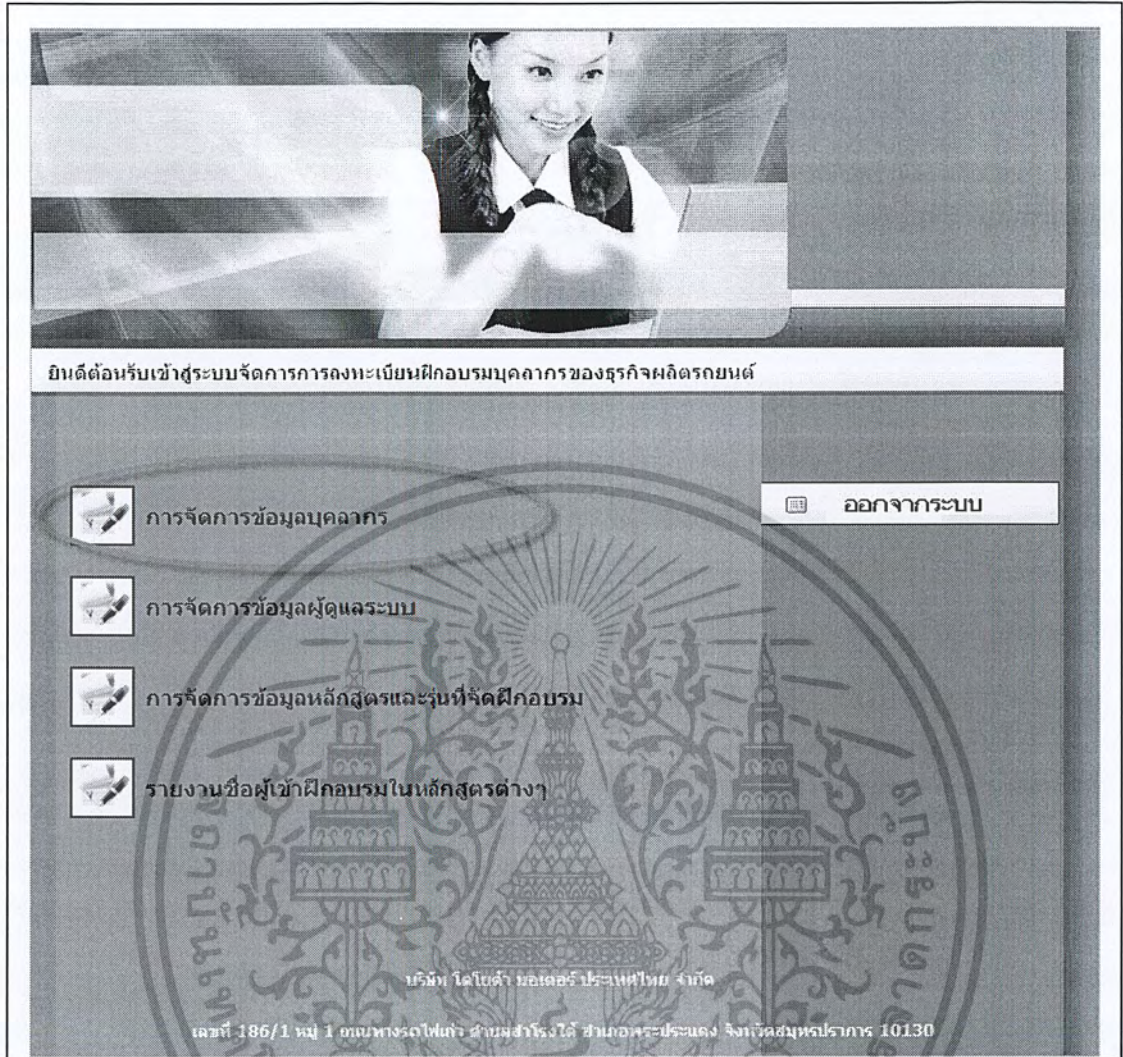 ยินดีต้อนรับเข้าสู่ระบบจัดการการลงทะเบียนฝึกอบรมบุคลากรของธุรกิจผลิตรถยนต์
การจัดการข้อมูลบุคลากร
ออกจากระบบ
การจัดการข้อมูลผู้ดูแลระบบ
การจัดการข้อมูลหลักสูตรและรุ่นที่จัดฝึกอบรม
รายงานชื่อผู้เข้าฝึกอบรมในหลักสูตรต่างๆ
บริษัท โตโยต้า มอเตอร์ ประเทศไทย จำกัด
เลขที่ 186/1 หมู่ 1 ถนนทางรถไฟเก่า ตำบลสำโรงใต้ อำเภอพระประแดง จังหวัดสมุทรปราการ 10130